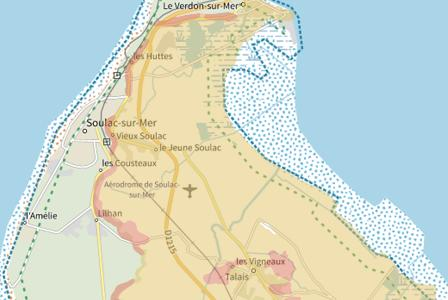 Le Verdon-sur-Mer
les Huttes
Soulac-sur-Mer
Vieux Soulac
le Jeune Soulac
les Cousteaux
Aérodrome de Soulac-
sur-Mer
l'Amélie
Lilhan
D1215
les Vigneaux
Talais